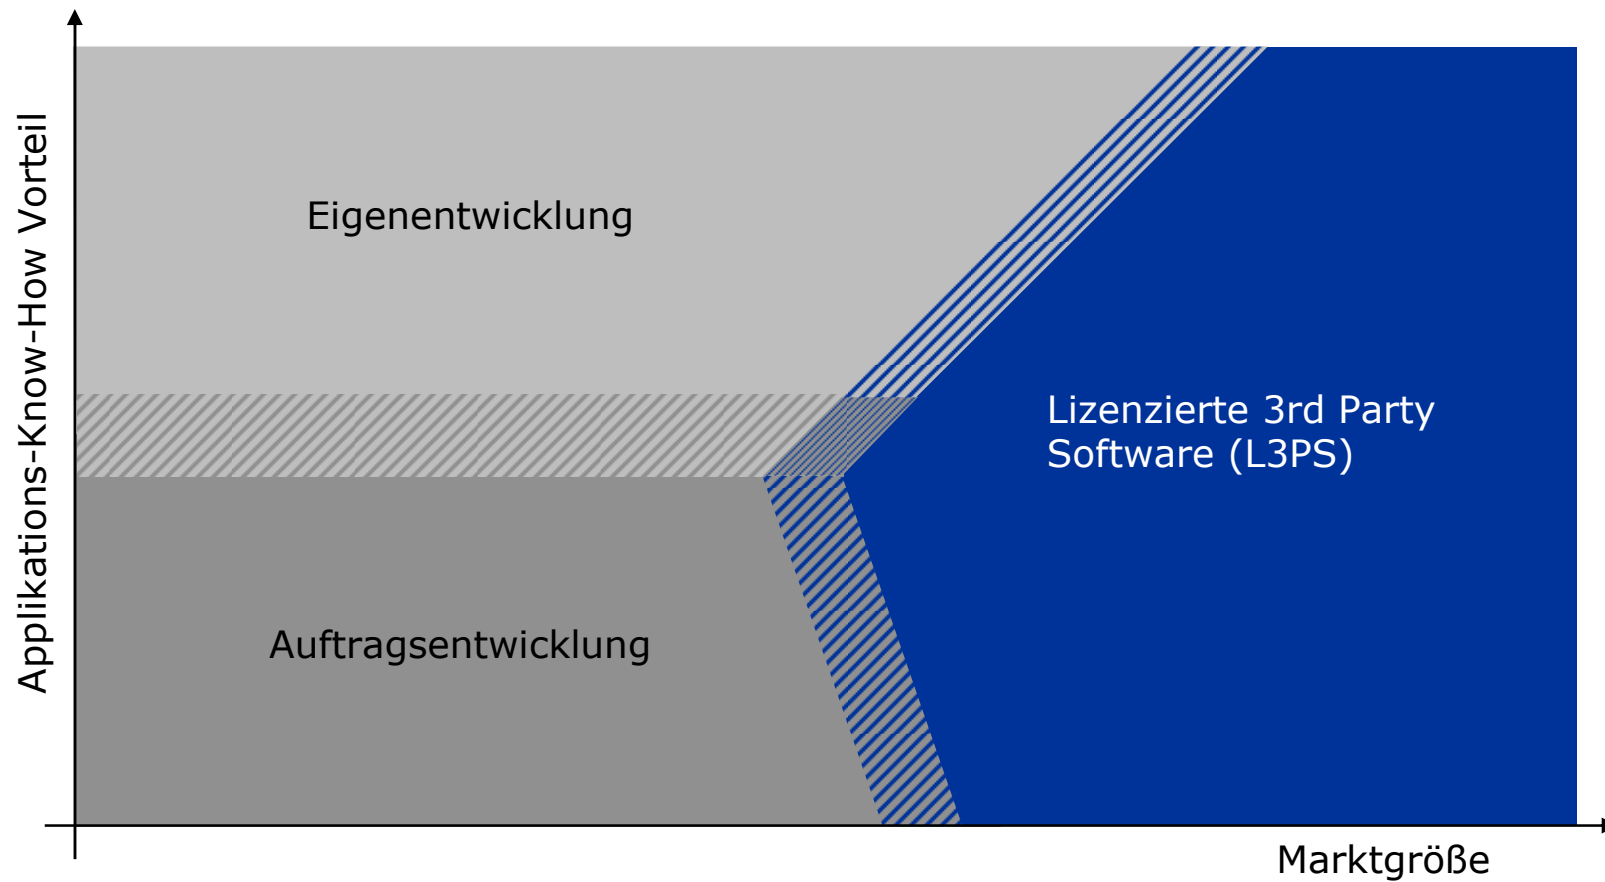 Applikations-Know-How Vorteil
Eigenentwicklung
Lizenzierte 3rd Party
Software (L3PS)
Auftragsentwicklung
Marktgröße